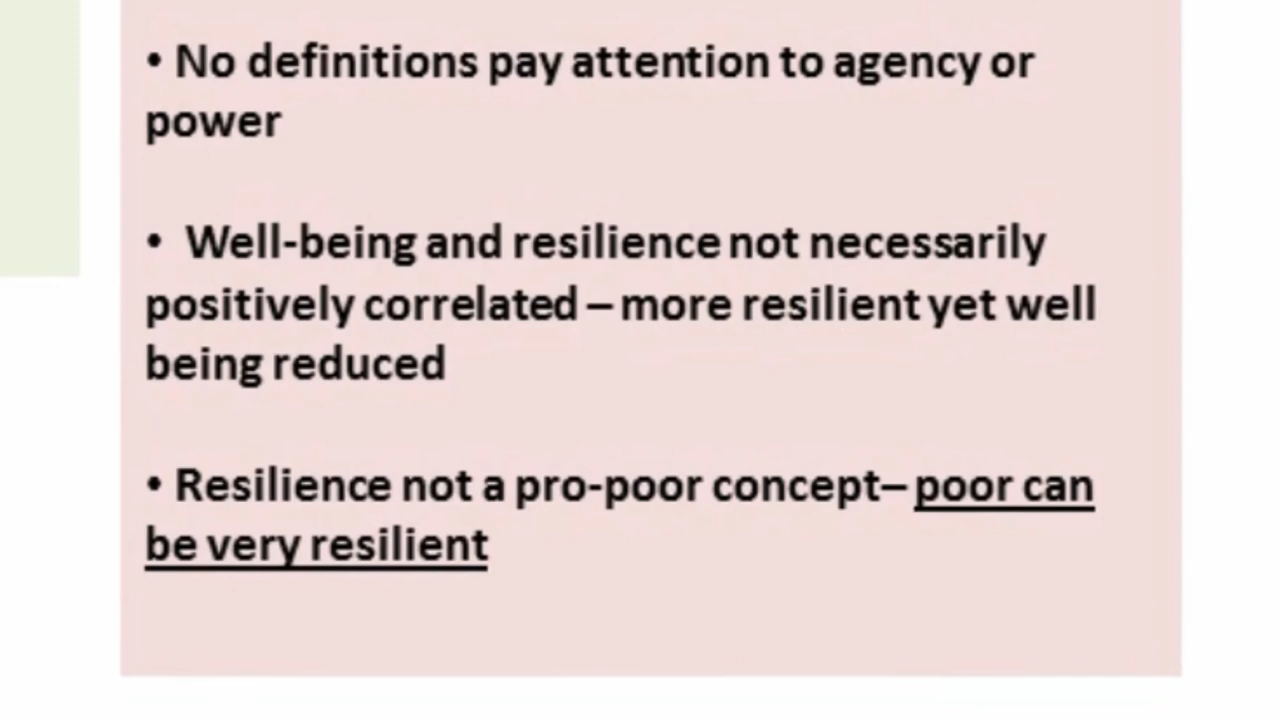 • No definitions pay attention to agency or
power
• Well-being and resilience not necessarily
positively correlated – more resilient yet well
being reduced
• Resilience not a pro-poor concept– poor can
be very resilient